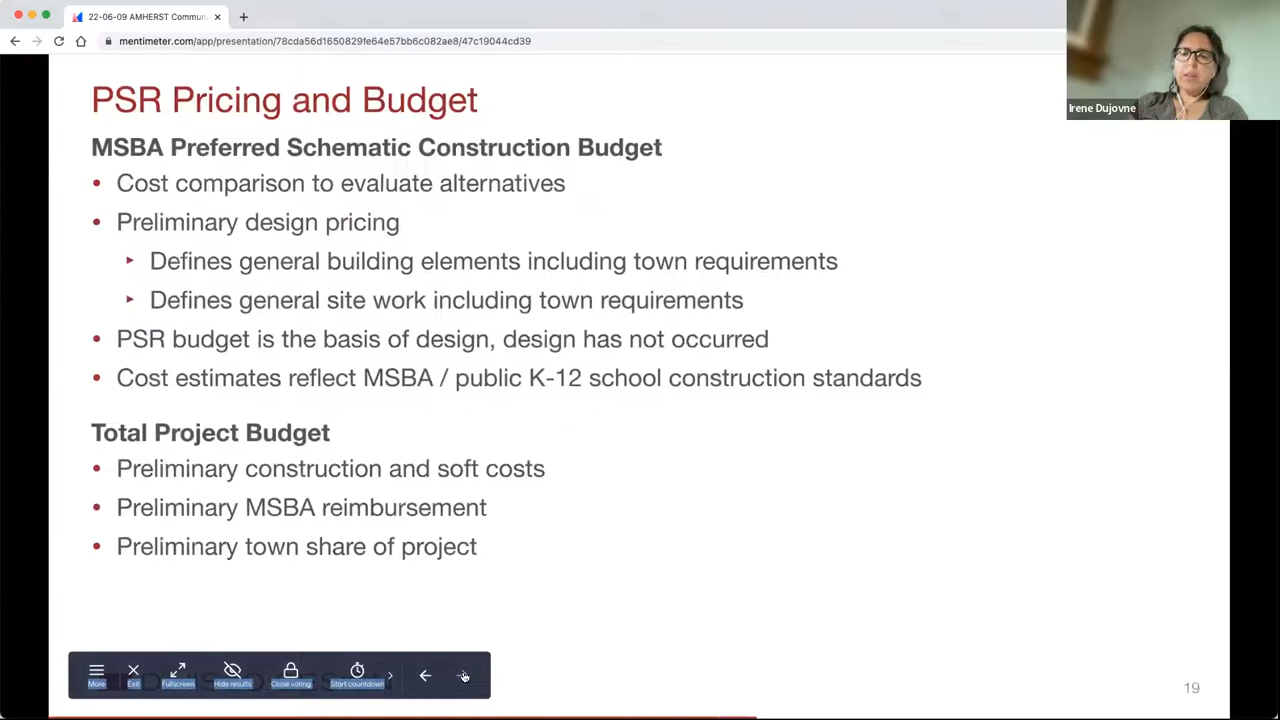 22-06-09 AMHERST Commun
mentimeter.com/app/presentation/78cda56d1650829fe64e57bb6c082ae8/47c19044cd39
Irene Dujovne
PSR Pricing and Budget
MSBA Preferred Schematic Construction Budget
• Cost comparison to evaluate alternatives
• Preliminary design pricing
▸ Defines general building elements including town requirements
▸ Defines general site work including town requirements
• PSR budget is the basis of design, design has not occurred
• Cost estimates reflect MSBA / public K-12 school construction standards
Total Project Budget
• Preliminary construction and soft costs
• Preliminary MSBA reimbursement
• Preliminary town share of project
More Exit Fullscreen Hide results Close voting Start countdown
19